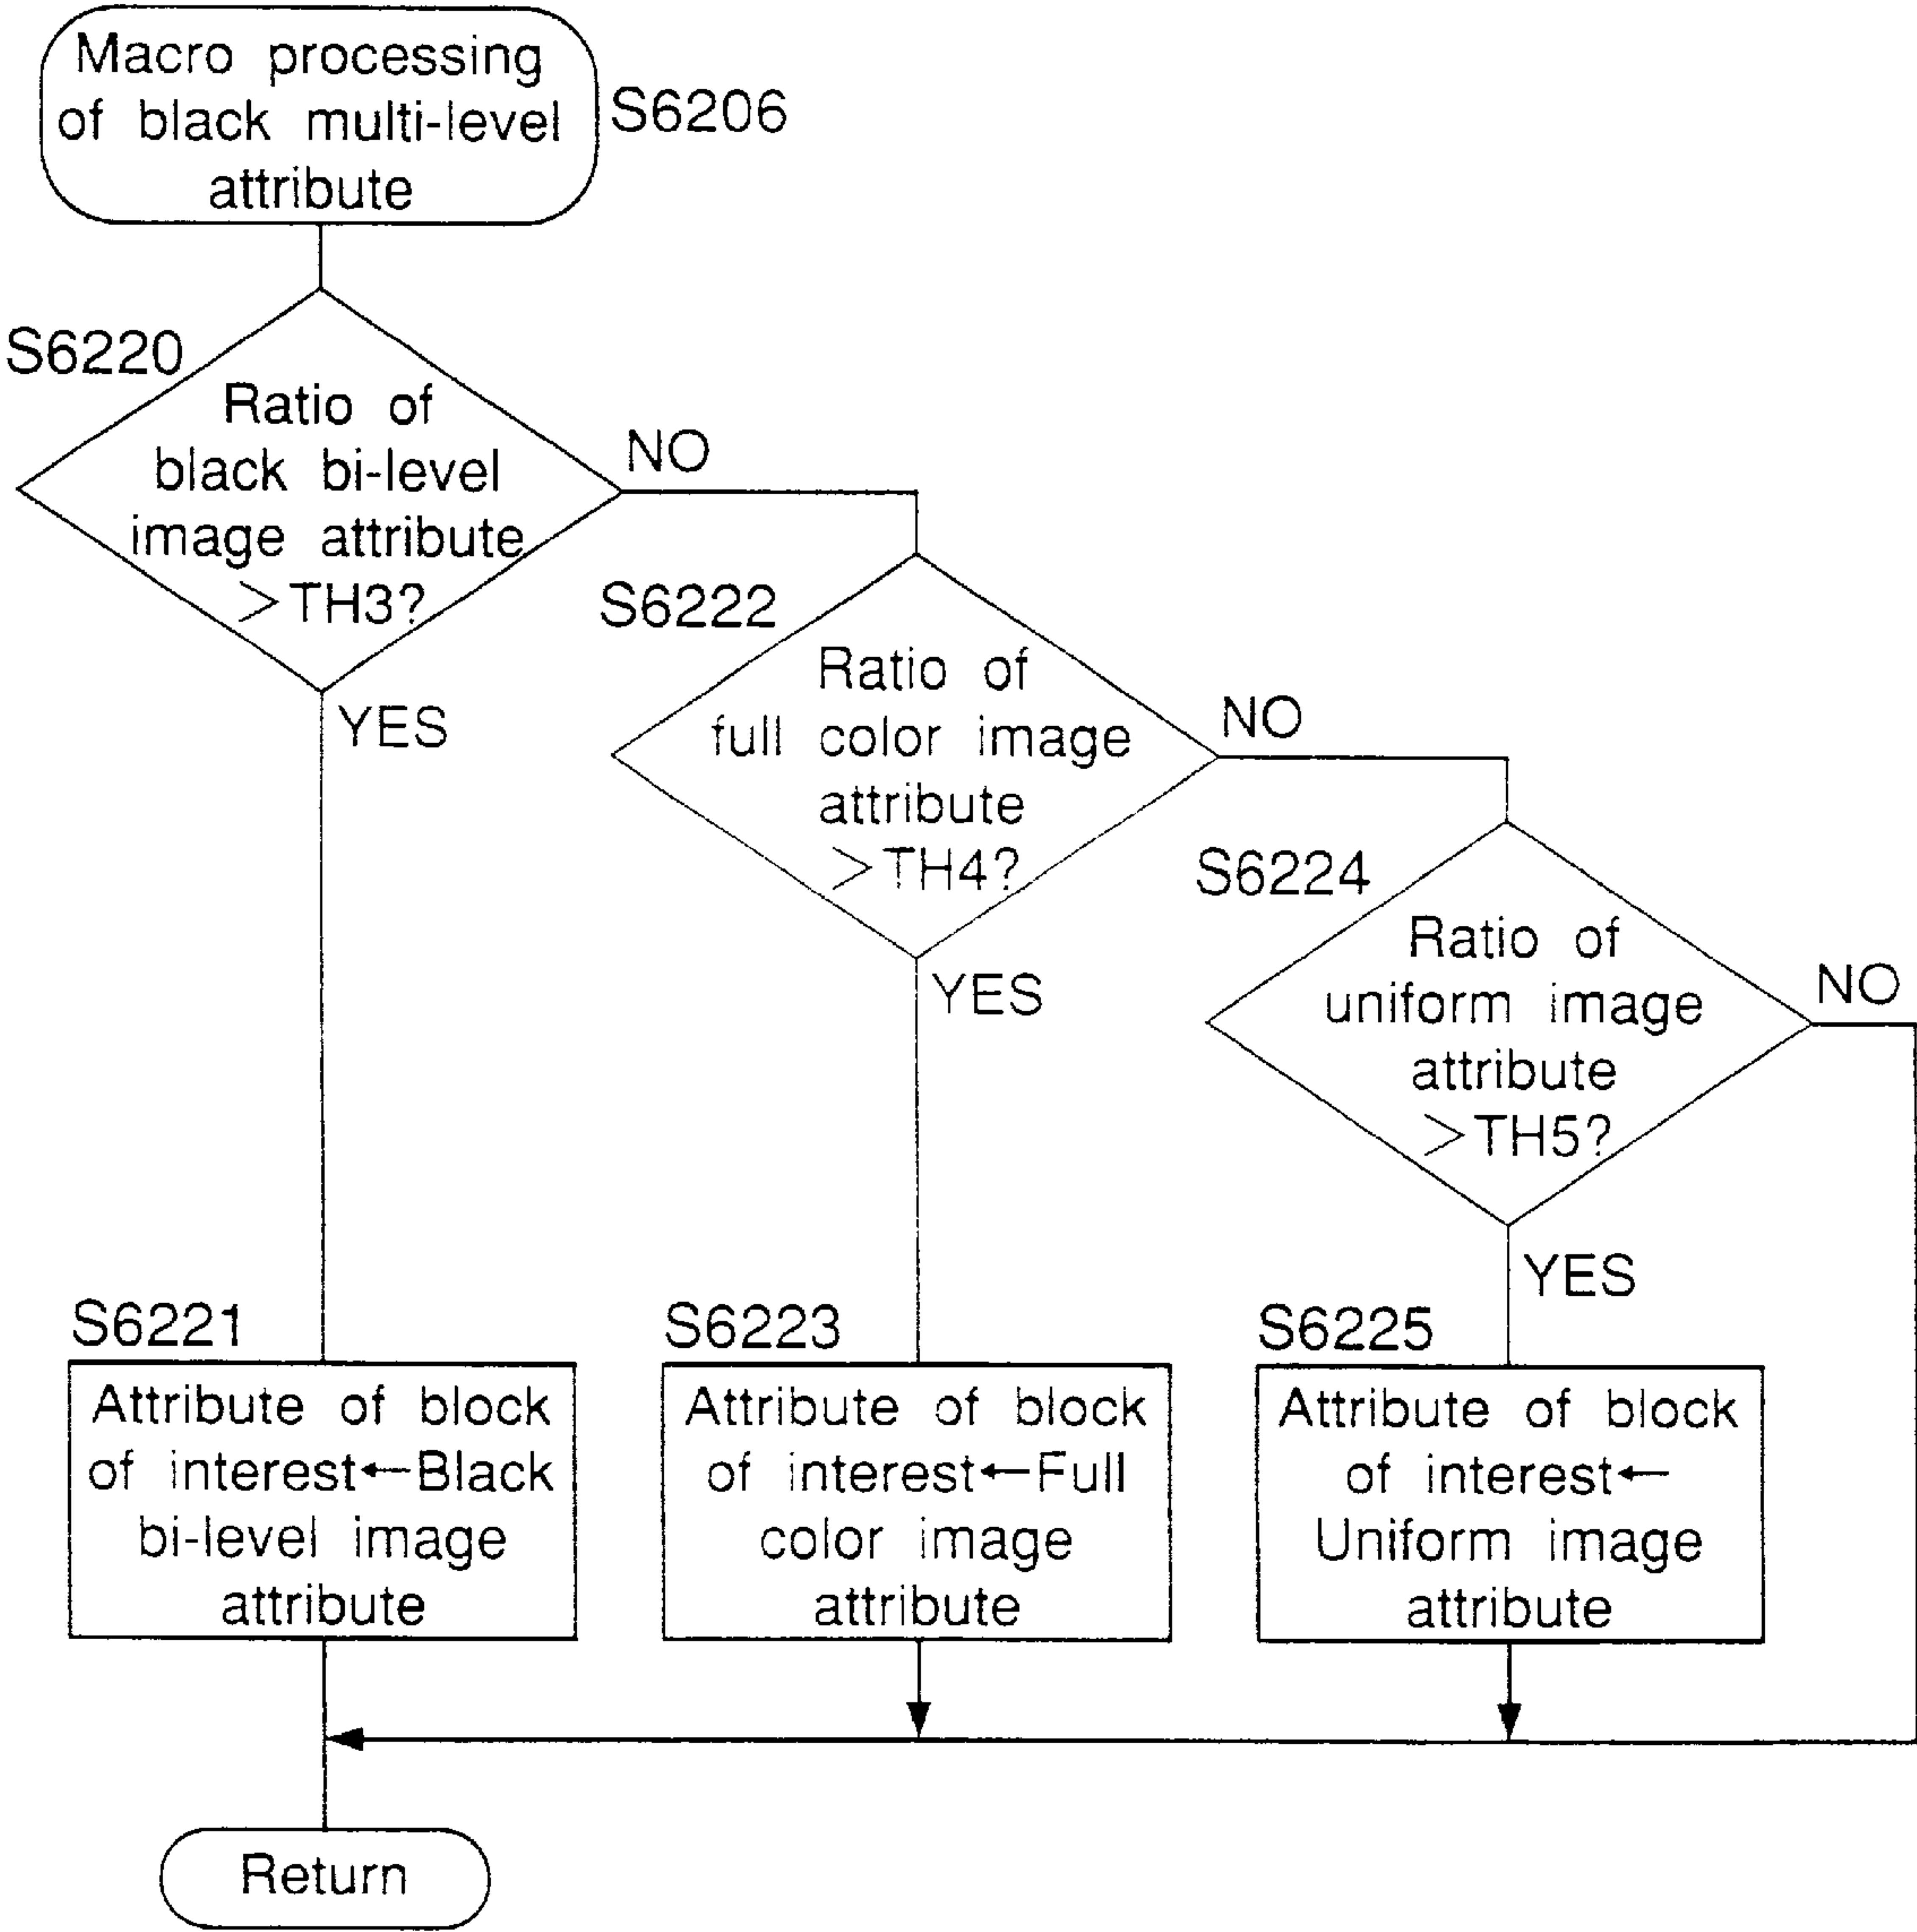 Macro processing
of black multi-level
attribute
S6206
S6220
Ratio of
black bi-level
image attribute
>TH3?
NO
YES
S6222
Ratio of
full color image
attribute
>TH4?
NO
YES
S6224
Ratio of
uniform image
attribute
>TH5?
NO
YES
S6221
Attribute of block
of interest←Black
bi-level image
attribute
S6223
Attribute of block
of interest←Full
color image
attribute
S6225
Attribute of block
of interest←
Uniform image
attribute
Return